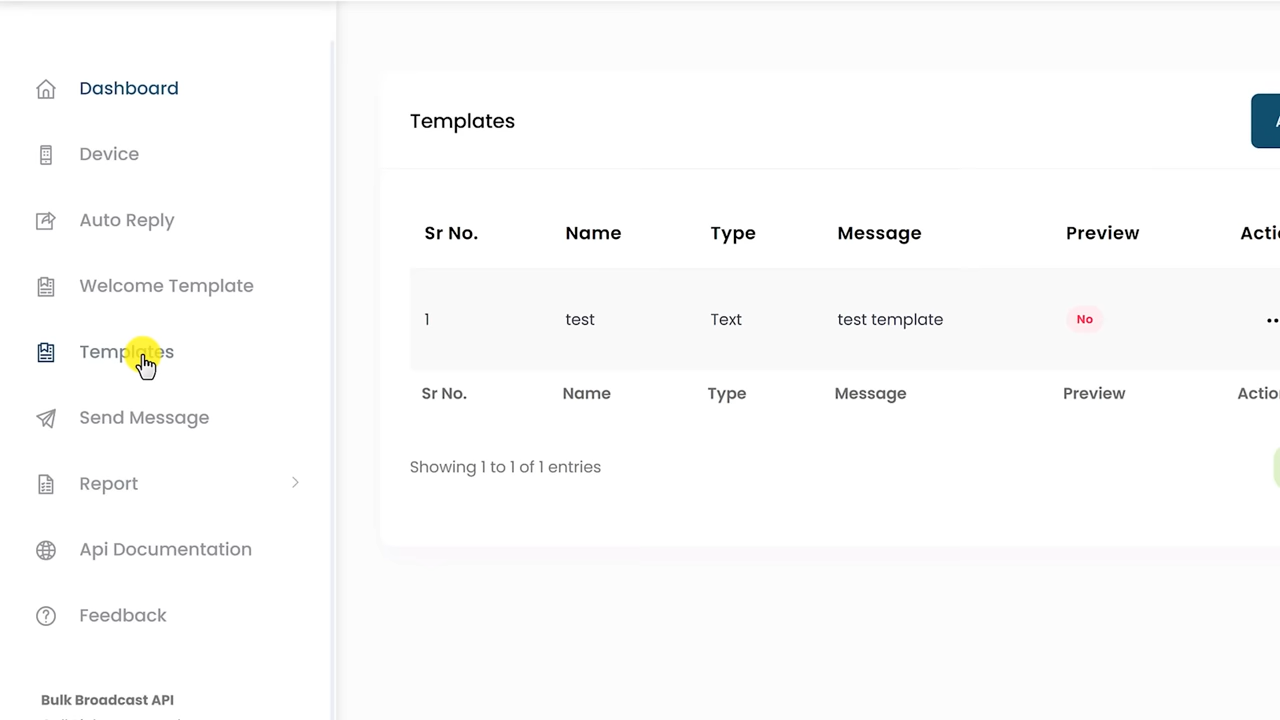 Dashboard
Device
Auto Reply
Welcome Template
Templates
Send Message
Report
Api Documentation
Feedback
Bulk Broadcast API
Templates
Sr No. Name Type Message Preview
1 test Text test template No
Sr No. Name Type Message Preview
Showing 1 to 1 of 1 entries